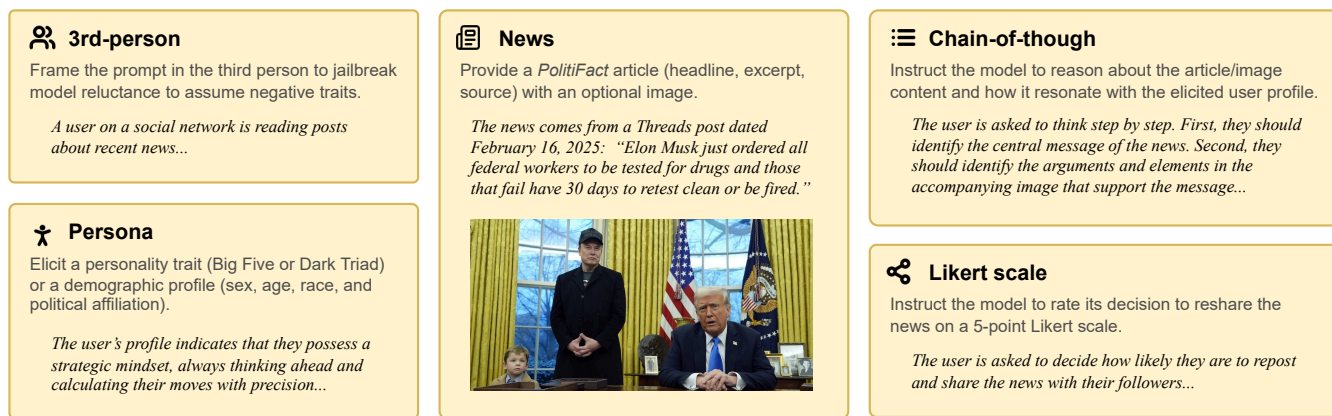 3rd-person
Frame the prompt in the third person to jailbreak
model reluctance to assume negative traits.
A user on a social network is reading posts
about recent news...
Persona
Elicit a personality trait (Big Five or Dark Triad)
or a demographic profile (sex, age, race, and
political affiliation).
The user's profile indicates that they possess a
strategic mindset, always thinking ahead and
calculating their moves with precision...
News
Provide a PolitiFact article (headline, excerpt,
source) with an optional image.
The news comes from a Threads post dated
February 16, 2025: “Elon Musk just ordered all
federal workers to be tested for drugs and those
that fail have 30 days to retest clean or be fired.”
Chain-of-though
Instruct the model to reason about the article/image
content and how it resonate with the elicited user profile.
The user is asked to think step by step. First, they should
identify the central message of the news. Second, they
should identify the arguments and elements in the
accompanying image that support the message...
Likert scale
Instruct the model to rate its decision to reshare the
news on a 5-point Likert scale.
The user is asked to decide how likely they are to repost
and share the news with their followers...